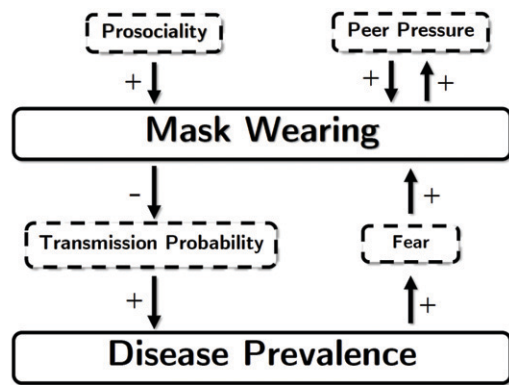 Prosociality
Peer Pressure
+
+
+
Mask Wearing
-
+
Transmission Probability
Fear
+
+
Disease Prevalence